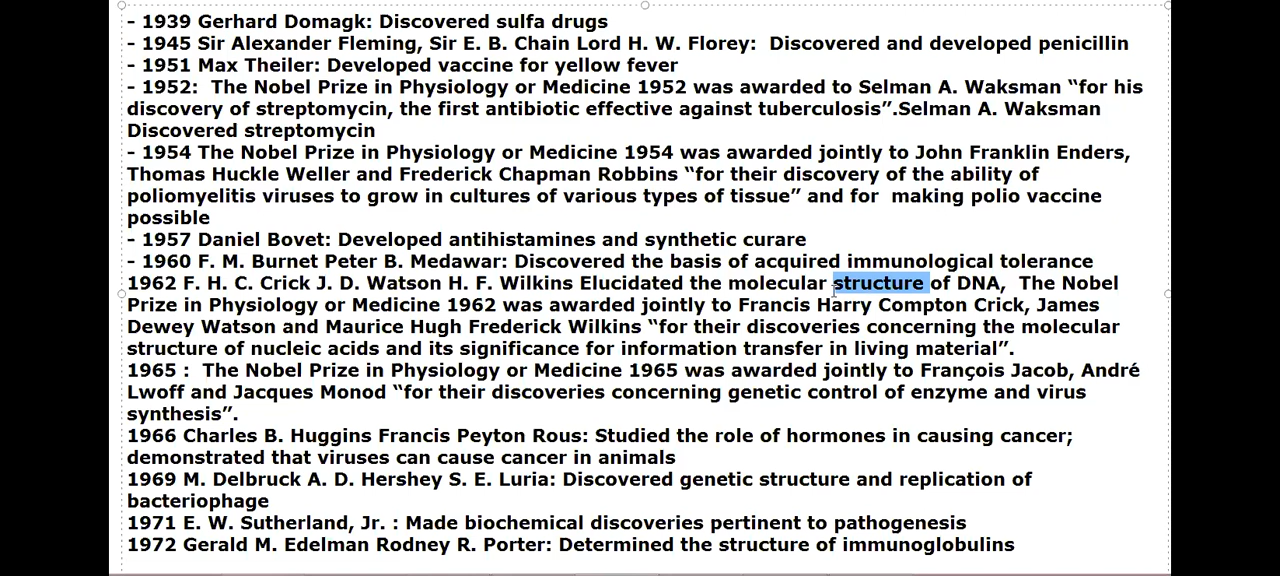 - 1939 Gerhard Domagk: Discovered sulfa drugs
- 1945 Sir Alexander Fleming, Sir E. B. Chain Lord H. W. Florey:  Discovered and developed penicillin
- 1951 Max Theiler: Developed vaccine for yellow fever
- 1952:  The Nobel Prize in Physiology or Medicine 1952 was awarded to Selman A. Waksman “for his
discovery of streptomycin, the first antibiotic effective against tuberculosis”.Selman A. Waksman
Discovered streptomycin
- 1954 The Nobel Prize in Physiology or Medicine 1954 was awarded jointly to John Franklin Enders,
Thomas Huckle Weller and Frederick Chapman Robbins “for their discovery of the ability of
poliomyelitis viruses to grow in cultures of various types of tissue” and for  making polio vaccine
possible
- 1957 Daniel Bovet: Developed antihistamines and synthetic curare
- 1960 F. M. Burnet Peter B. Medawar: Discovered the basis of acquired immunological tolerance
1962 F. H. C. Crick J. D. Watson H. F. Wilkins Elucidated the molecular structure of DNA,  The Nobel
Prize in Physiology or Medicine 1962 was awarded jointly to Francis Harry Compton Crick, James
Dewey Watson and Maurice Hugh Frederick Wilkins “for their discoveries concerning the molecular
structure of nucleic acids and its significance for information transfer in living material”.
1965 :  The Nobel Prize in Physiology or Medicine 1965 was awarded jointly to François Jacob, André
Lwoff and Jacques Monod “for their discoveries concerning genetic control of enzyme and virus
synthesis”.
1966 Charles B. Huggins Francis Peyton Rous: Studied the role of hormones in causing cancer;
demonstrated that viruses can cause cancer in animals
1969 M. Delbruck A. D. Hershey S. E. Luria: Discovered genetic structure and replication of
bacteriophage
1971 E. W. Sutherland, Jr. : Made biochemical discoveries pertinent to pathogenesis
1972 Gerald M. Edelman Rodney R. Porter: Determined the structure of immunoglobulins